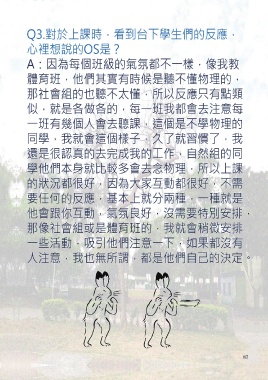 Q3.對於上課時，看到台下學生們的反應，
心裡想說的OS是？
A：因為每個班級的氣氛都不一樣，像我教
體育班，他們其實有時候是聽不懂物理的，
那社會組的也聽不太懂，所以反應只有點類
似，就是各做各的，每一班我都會去注意每
一班有幾個人會去聽課，這個是不學物理的
同學，我就會這個樣子，久了就習慣了，我
還是很認真的去完成我的工作，自然組的同
學他們本身就比較多會去念物理，所以上課
的狀況都很好，因為大家互動都很好，不需
要任何的反應，基本上就分兩種，一種就是
他會跟你互動，氣氛良好，沒需要特別安排，
那像社會組或是體育班的，我就會稍微安排
一些活動，吸引他們注意一下，如果都沒有
人注意，我也無所謂，都是他們自己的決定。